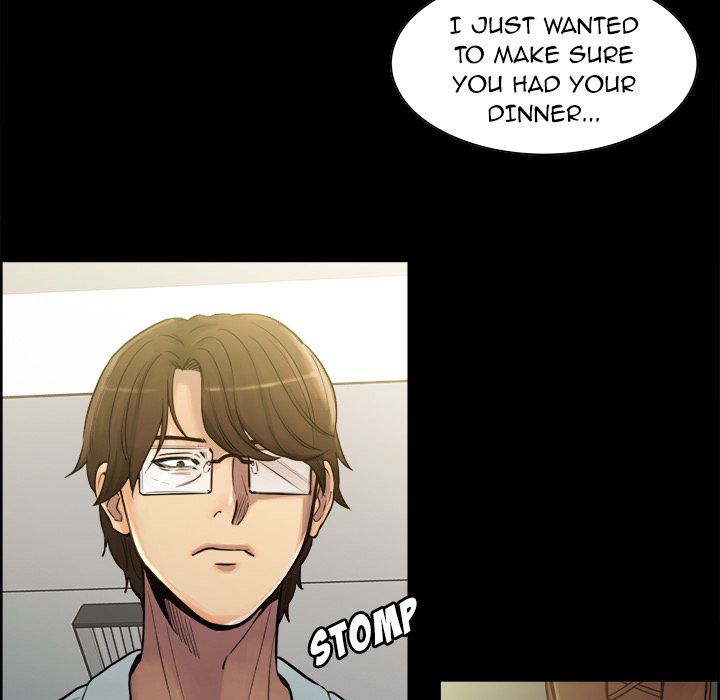 I JUST WANTED
TO MAKE SURE
YOU HAD YOUR
DINNER...
STOMP